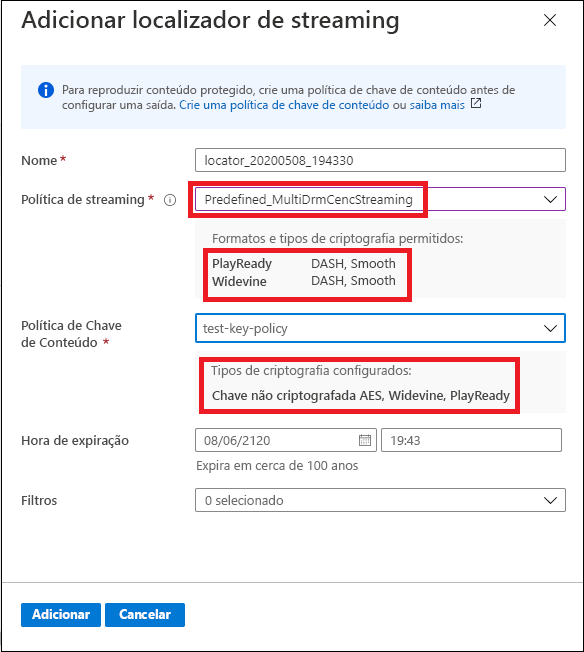 Adicionar localizador de streaming
Para reproduzir conteúdo protegido, crie uma política de chave de conteúdo antes de
configurar uma saída. Crie uma política de chave de conteúdo ou saiba mais
Nome *
locator_20200508_194330
Política de streaming *
Predefined_MultiDrmCencStreaming
Formatos e tipos de criptografia permitidos:
PlayReady DASH, Smooth
Widevine DASH, Smooth
Política de Chave
de Conteúdo *
test-key-policy
Tipos de criptografia configurados:
Chave não criptografada AES, Widevine, PlayReady
Hora de expiração
08/06/2120 19:43
Expira em cerca de 100 anos
Filtros
0 selecionado
Adicionar Cancelar